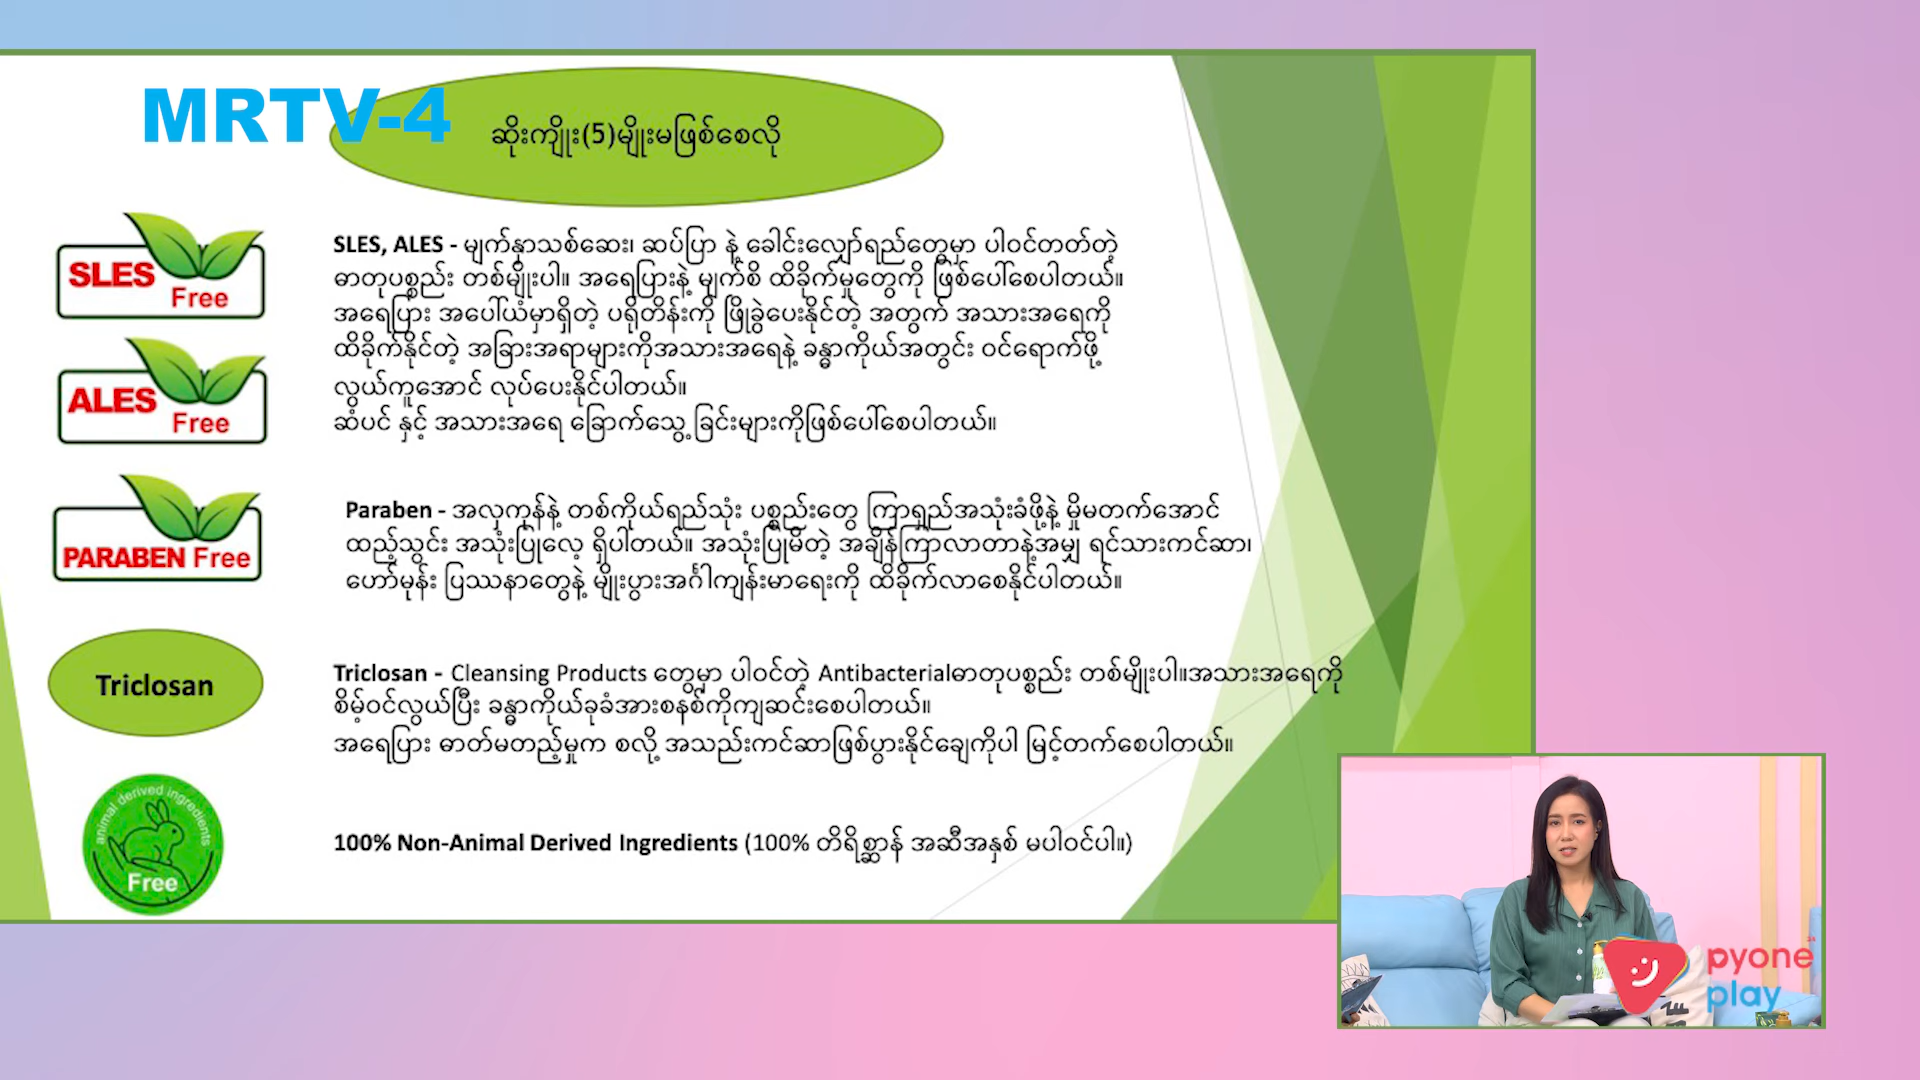 MRTV-4
ဆိုးကျိုး(5)မျိုးမဖြစ်စေလို
SLES
Free
ALES
Free
PARABEN Free
Triclosan
animal derived ingredients
Free
SLES, ALES - မျက်နှာသစ်ဆေး၊ ဆပ်ပြာ နဲ့ ခေါင်းလျှော်ရည်တွေမှာ ပါဝင်တတ်တဲ့
ဓာတုပစ္စည်း တစ်မျိုးပါ။ အရေပြားနဲ့ မျက်စိ ထိခိုက်မှုတွေကို ဖြစ်ပေါ်စေပါတယ်။
အရေပြား အပေါ်ယံမှာရှိတဲ့ ပရိုတိန်းကို ဖြိုခွဲပေးနိုင်တဲ့ အတွက် အသားအရေကို
ထိခိုက်နိုင်တဲ့ အခြားအရာများကိုအသားအရေနဲ့ ခန္ဓာကိုယ်အတွင်း ဝင်ရောက်ဖို့
လွယ်ကူအောင် လုပ်ပေးနိုင်ပါတယ်။
ဆံပင် နှင့် အသားအရေ ခြောက်သွေ့ခြင်းများကိုဖြစ်ပေါ်စေပါတယ်။
Paraben - အလှကုန်နဲ့ တစ်ကိုယ်ရည်သုံး ပစ္စည်းတွေ ကြာရှည်အသုံးခံဖို့နဲ့ မှိုမတက်အောင်
ထည့်သွင်း အသုံးပြုလေ့ ရှိပါတယ်။ အသုံးပြုမိတဲ့ အချိန်ကြာလာတာနဲ့အမျှ ရင်သားကင်ဆာ၊
ဟော်မုန်း ပြဿနာတွေနဲ့ မျိုးပွားအင်္ဂါကျန်းမာရေးကို ထိခိုက်လာစေနိုင်ပါတယ်။
Triclosan - Cleansing Products တွေမှာ ပါဝင်တဲ့ Antibacterialဓာတုပစ္စည်း တစ်မျိုးပါ။အသားအရေကို
စိမ့်ဝင်လွယ်ပြီး ခန္ဓာကိုယ်ခုခံအားစနစ်ကိုကျဆင်းစေပါတယ်။
အရေပြား ဓာတ်မတည့်မှုက စလို့ အသည်းကင်ဆာဖြစ်ပွားနိုင်ချေကိုပါ မြင့်တက်စေပါတယ်။
100% Non-Animal Derived Ingredients (100% တိရိစ္ဆာန် အဆီအနှစ် မပါဝင်ပါ။)
pyone
play